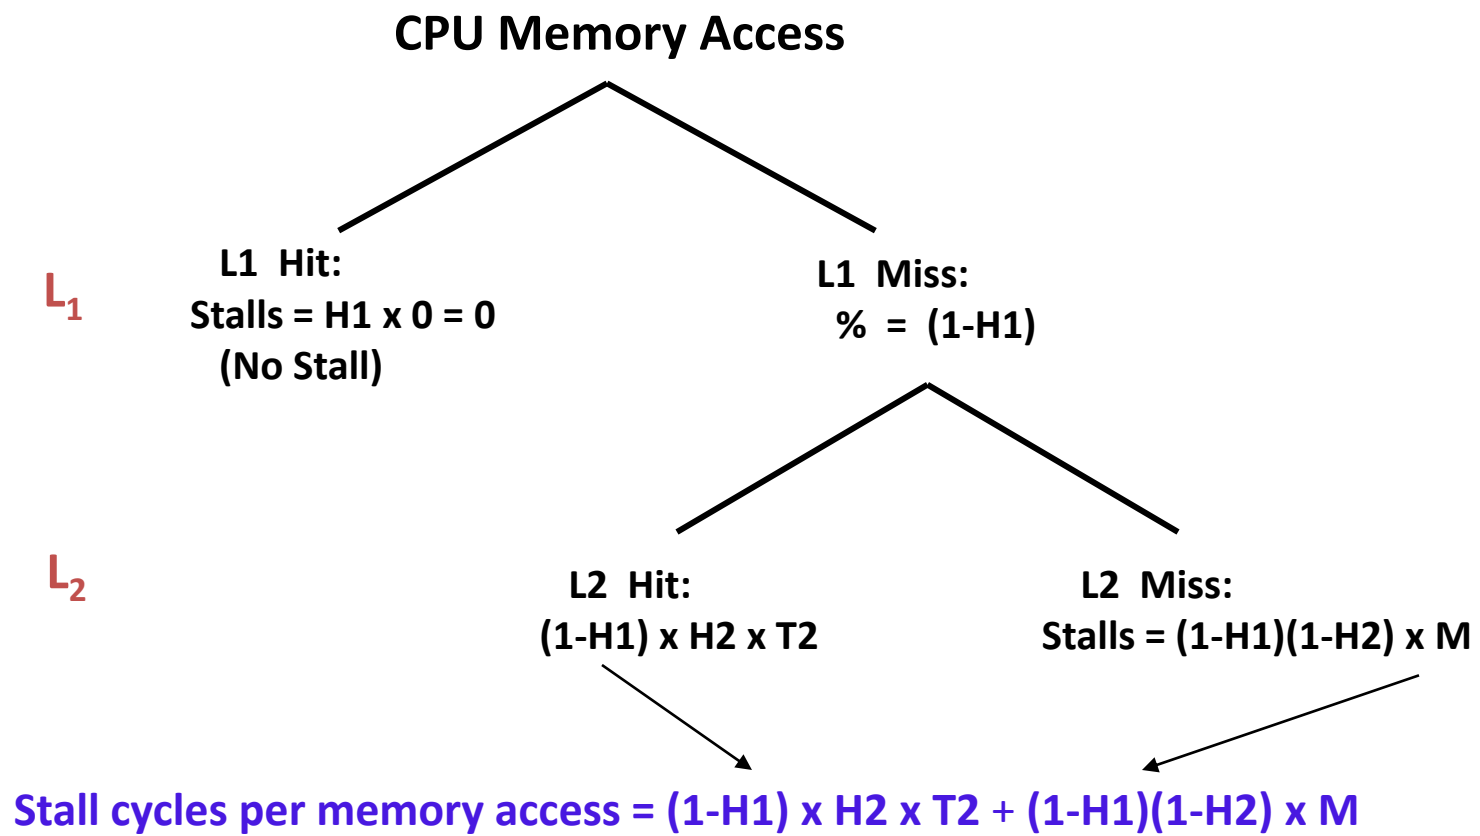 CPU Memory Access
L1 Hit:
Stalls = H1 x 0 = 0
(No Stall)
L1 Miss:
% = (1-H1)
L₁
L2 Hit:
(1-H1) x H2 x T2
L2 Miss:
Stalls = (1-H1)(1-H2) x M
L₂
Stall cycles per memory access = (1-H1) x H2 x T2 + (1-H1)(1-H2) x M